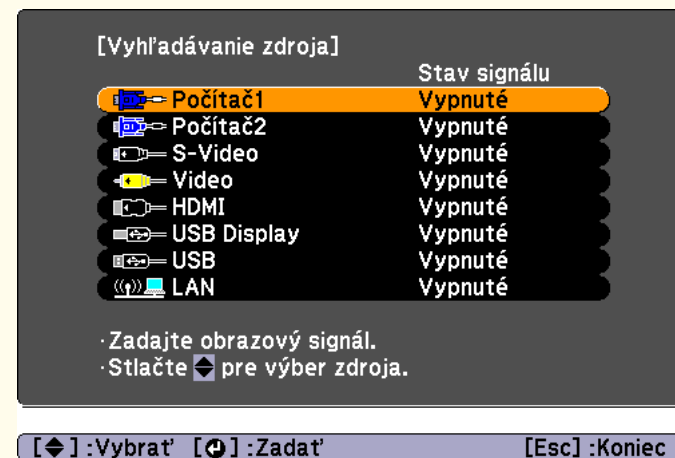 [Vyhľadávanie zdroja]
Stav signálu
Počítač1 Vypnuté
Počítač2 Vypnuté
S-Video Vypnuté
Video Vypnuté
HDMI Vypnuté
USB Display Vypnuté
USB Vypnuté
LAN Vypnuté
·Zadajte obrazový signál.
·Stlačte pre výber zdroja.
[ ] :Vybrať [ ] :Zadať [Esc] :Koniec